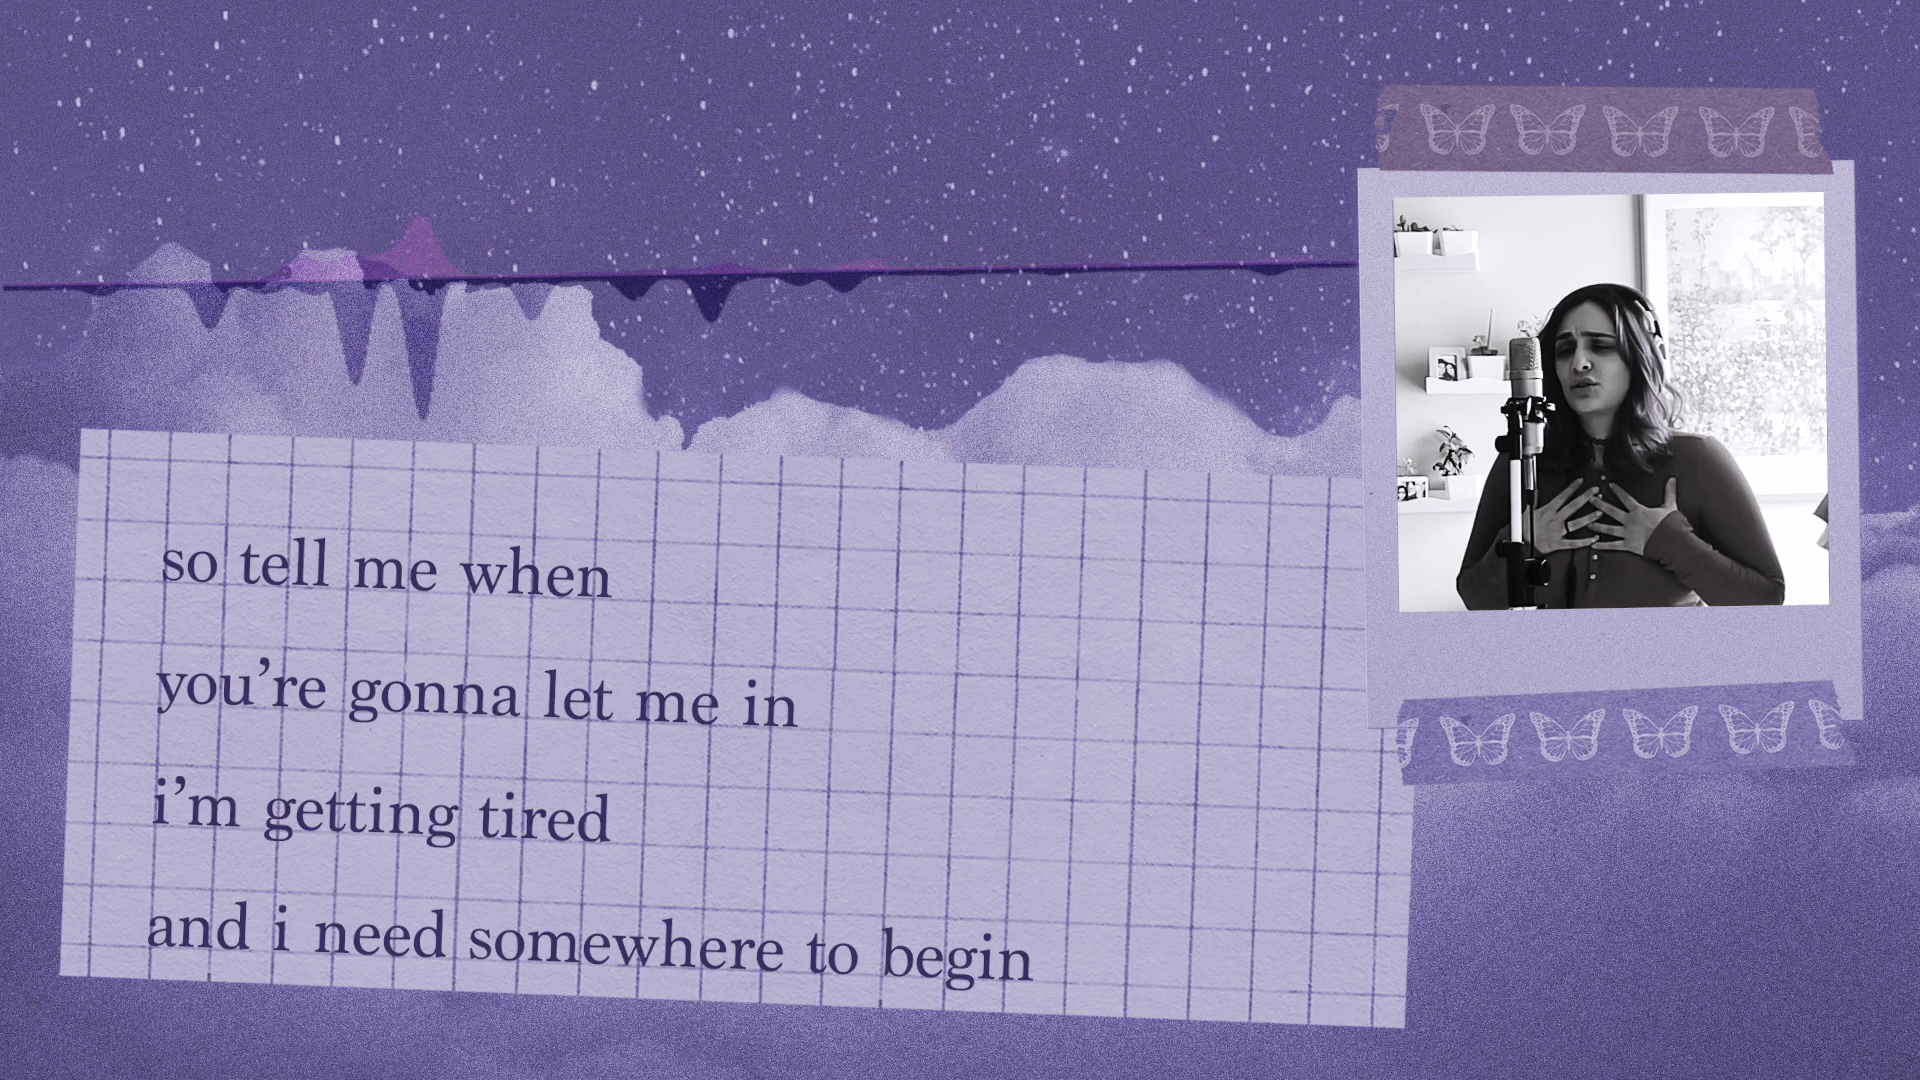 so tell me when
you’re gonna let me in
i’m getting tired
and i need somewhere to begin